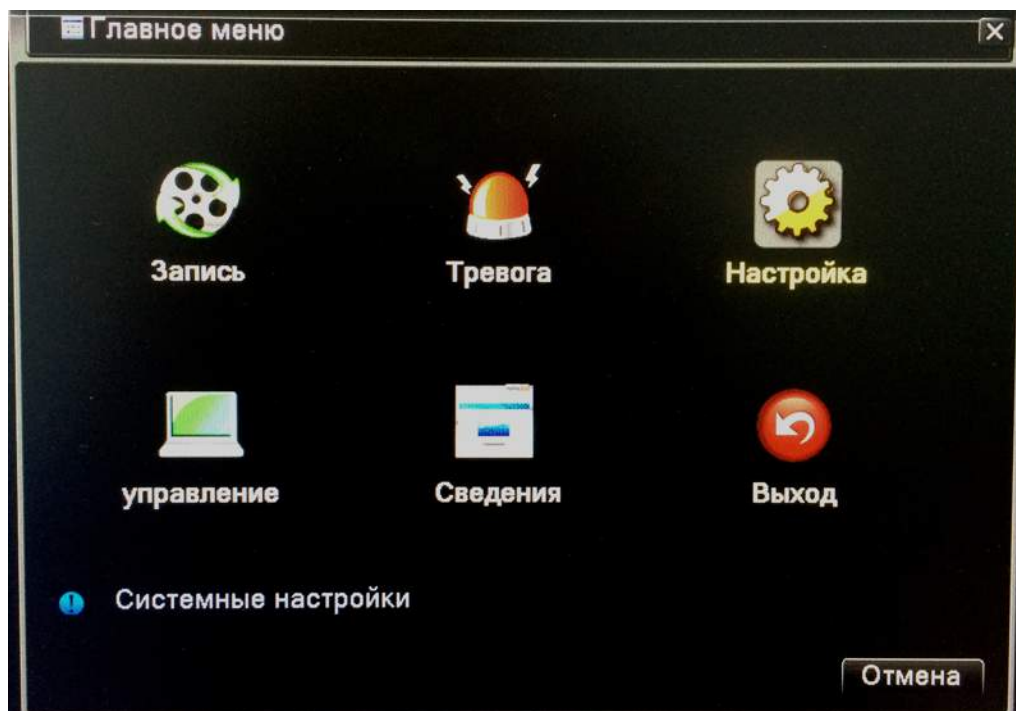 Главное меню
Запись
Тревога
Настройка
управление
Сведения
Выход
Системные настройки
Отмена